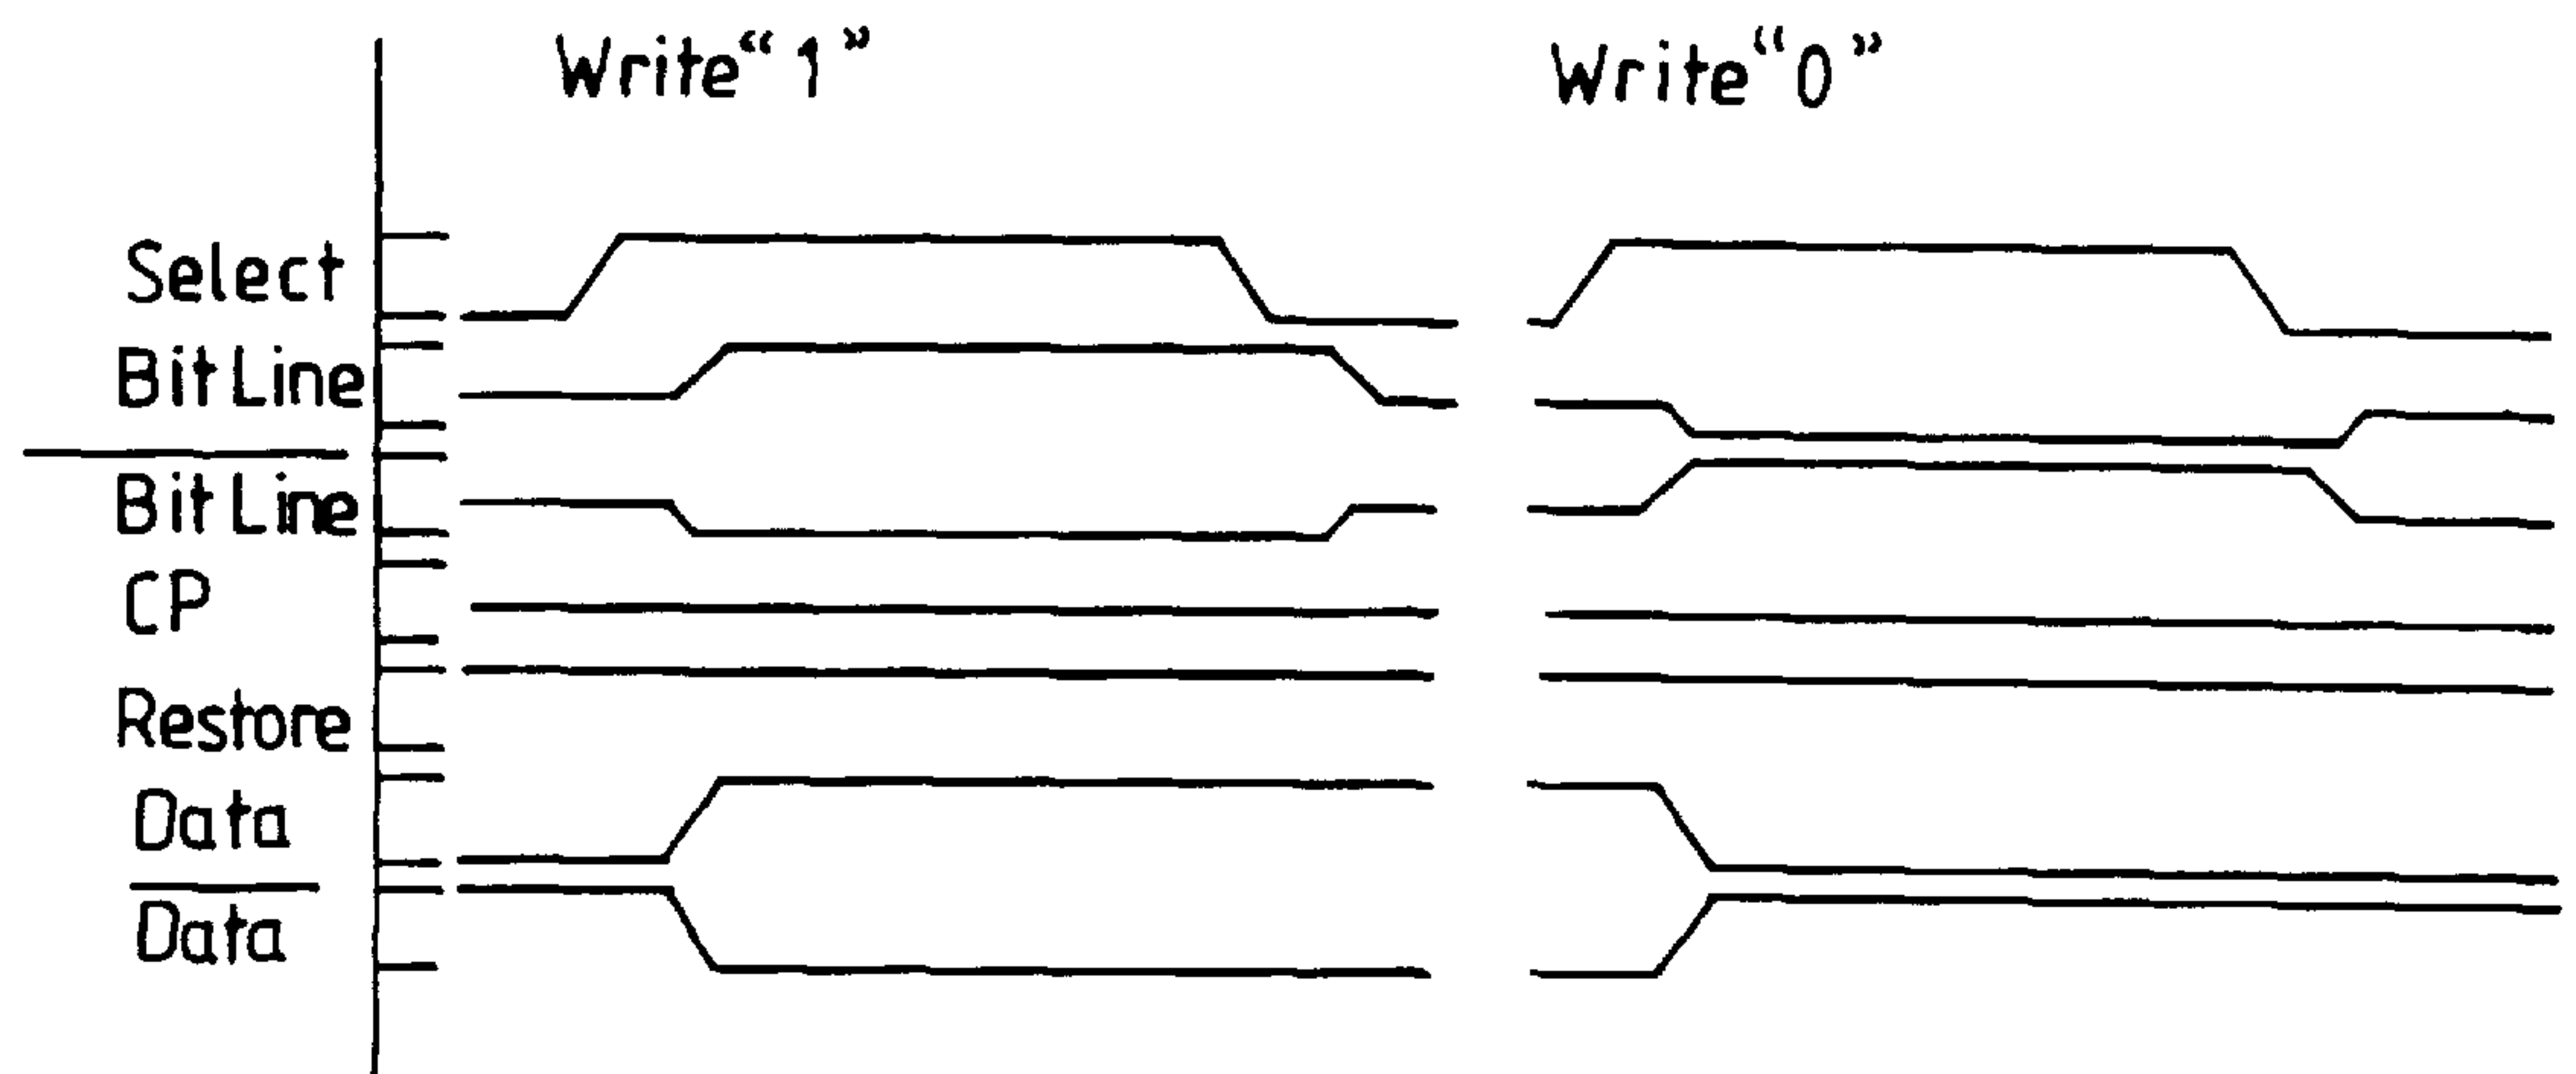 Write“1”
Write“0”
Select
Bit Line
Bit Line
CP
Restore
Data
Data